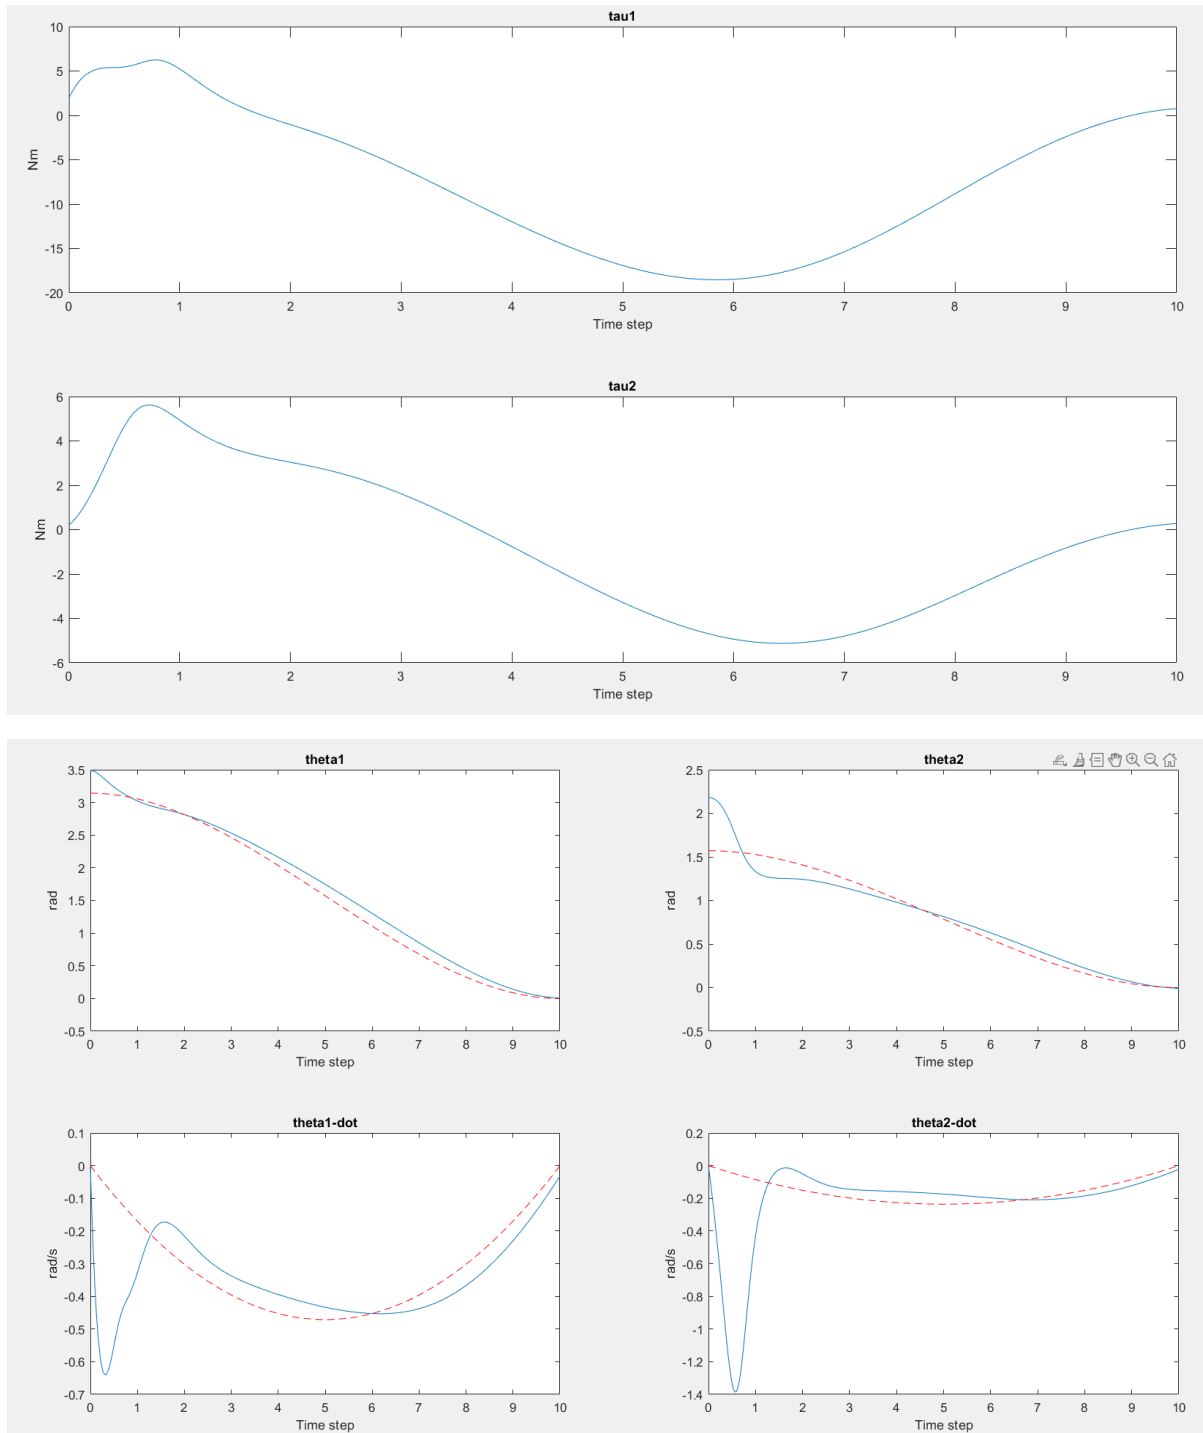 tau1
10
5
0
-5
-10
-15
-20
Nm
0 1 2 3 4 5 6 7 8 9 10
Time step
tau2
6
4
2
0
-2
-4
-6
Nm
0 1 2 3 4 5 6 7 8 9 10
Time step
theta1
3.5
3
2.5
2
1.5
1
0.5
0
-0.5
rad
0 1 2 3 4 5 6 7 8 9 10
Time step
theta2
2.5
2
1.5
1
0.5
0
-0.5
rad
0 1 2 3 4 5 6 7 8 9 10
Time step
theta1-dot
0.1
0
-0.1
-0.2
-0.3
-0.4
-0.5
-0.6
-0.7
rad/s
0 1 2 3 4 5 6 7 8 9 10
Time step
theta2-dot
0.2
0
-0.2
-0.4
-0.6
-0.8
-1
-1.2
-1.4
rad/s
0 1 2 3 4 5 6 7 8 9 10
Time step